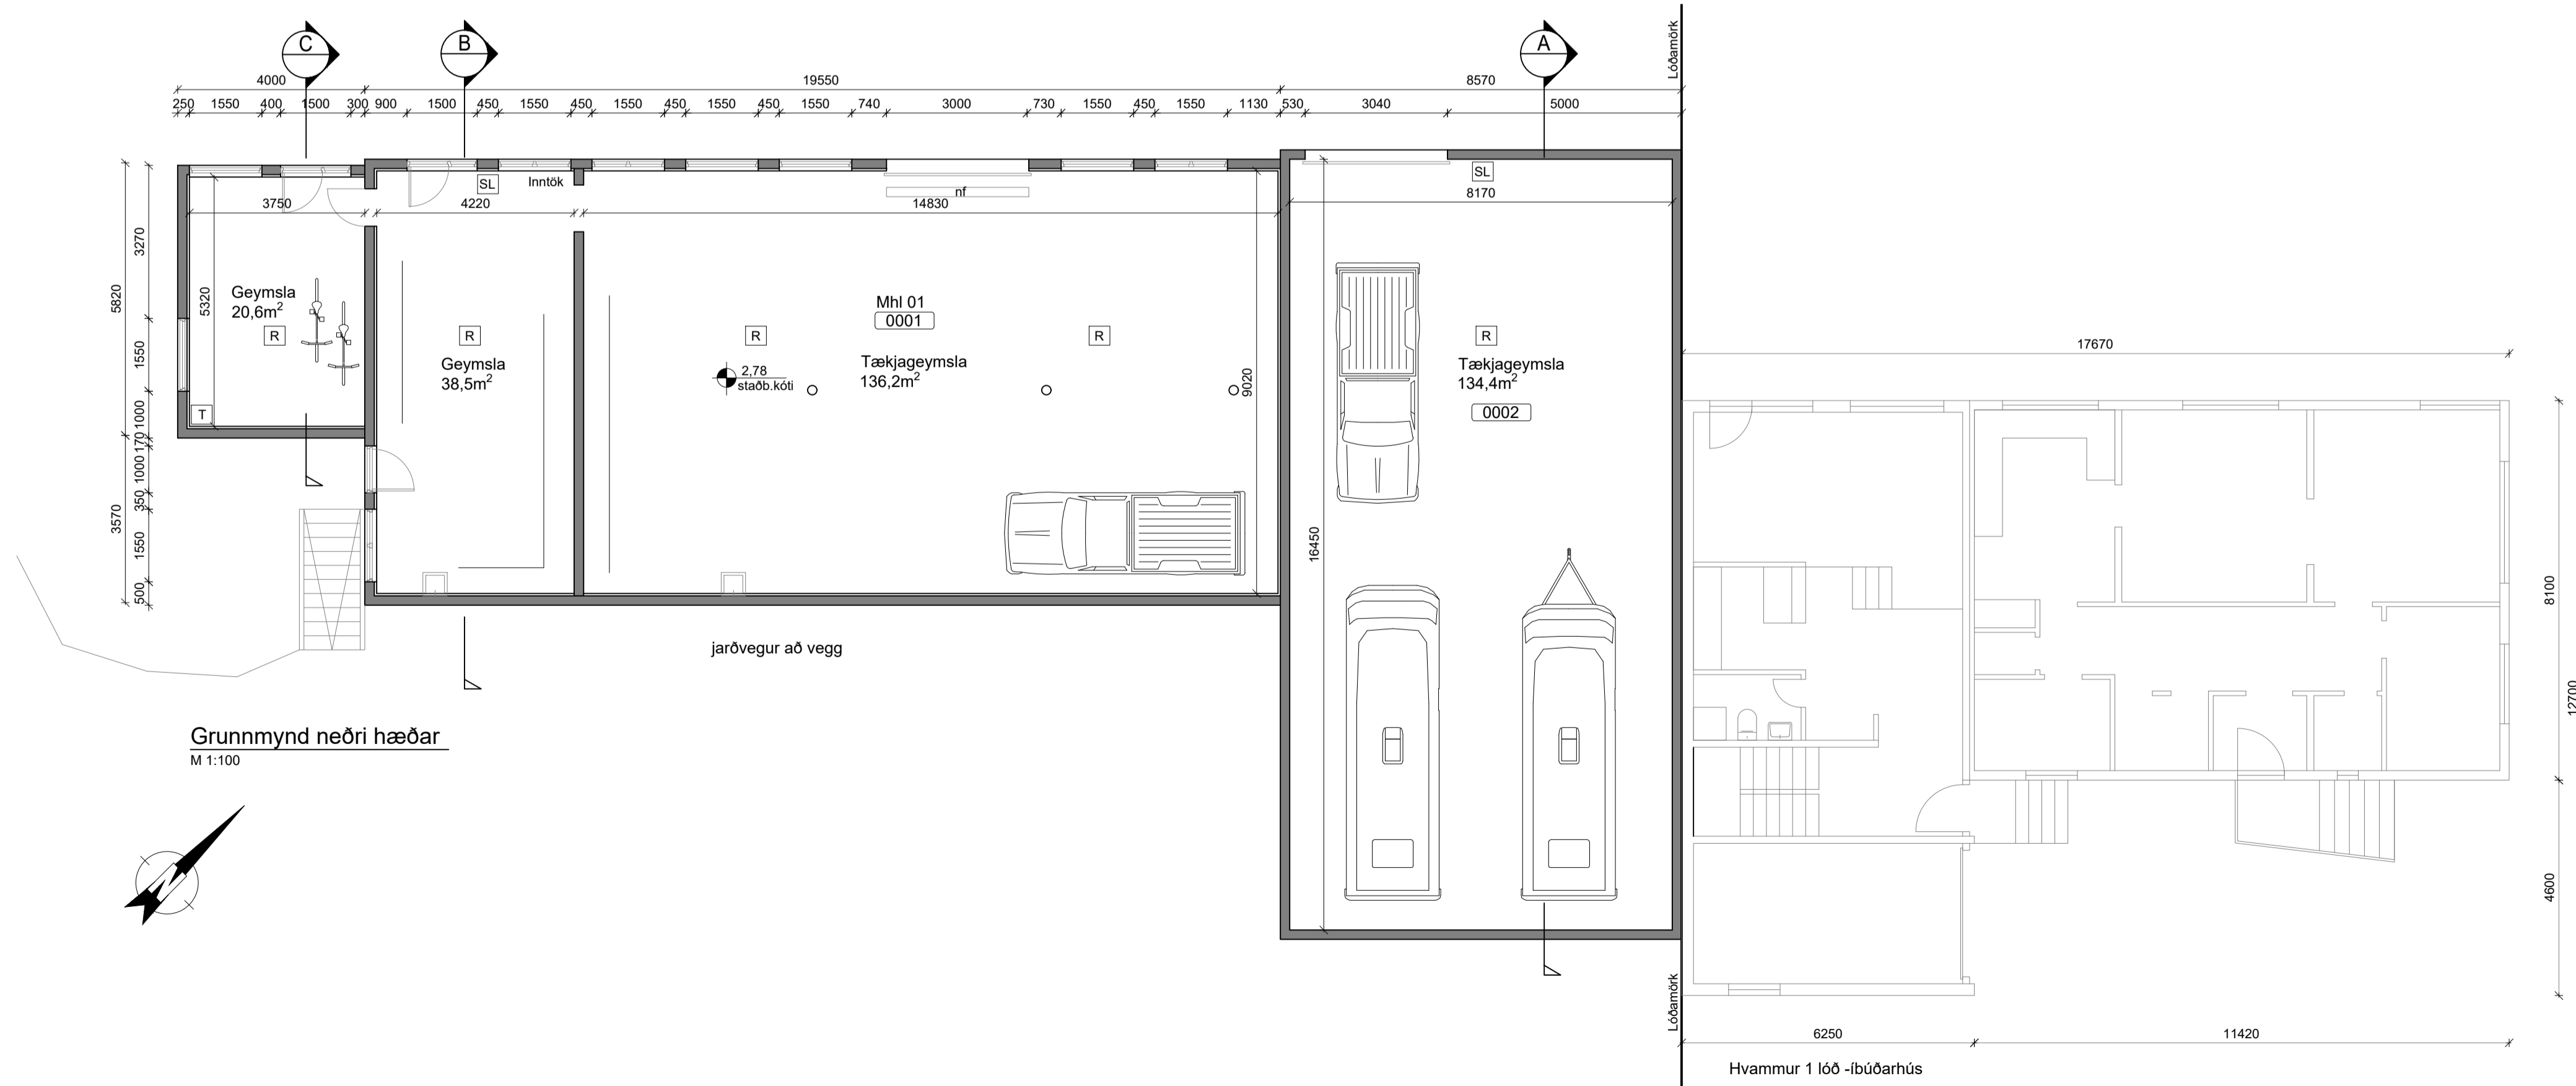 C
B
A
Lóðamörk
4000
19550
8570
250
1550
400
1500
300
900
1500
450
1550
450
1550
450
1550
450
1550
740
3000
730
1550
450
1550
1130
530
3040
5000
SL
Inntök
nf
SL
3750
4220
14830
8170
5820
3270
5320
Geymsla
20,6m²
R
R
R
R
R
Mhl 01
0001
Geymsla
38,5m²
2,78
staðb.kóti
Tækjageymsla
136,2m²
9020
Tækjageymsla
134,4m²
0002
17670
1550
T
1000
170
1000
350
3570
1550
500
16450
8100
12700
4600
jarðvegur að vegg
Grunnmynd neðri hæðar
M 1:100
N
Lóðamörk
6250
11420
Hvammur 1 lóð -íbúðarhús